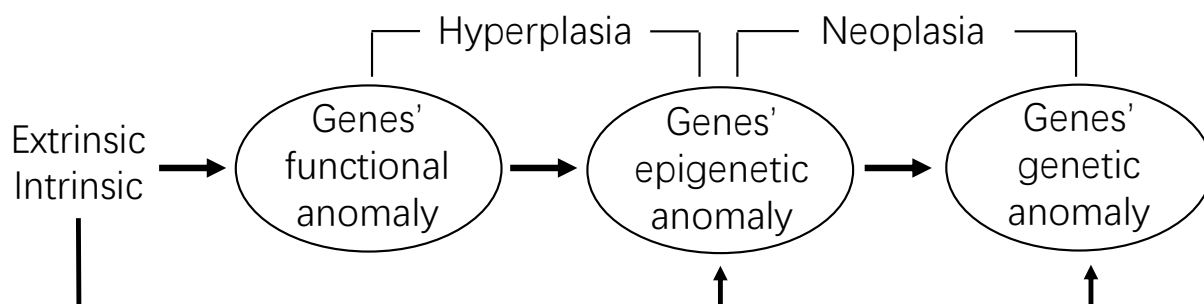 Hyperplasia
Neoplasia
Extrinsic
Intrinsic
Genes’
functional
anomaly
Genes’
epigenetic
anomaly
Genes’
genetic
anomaly